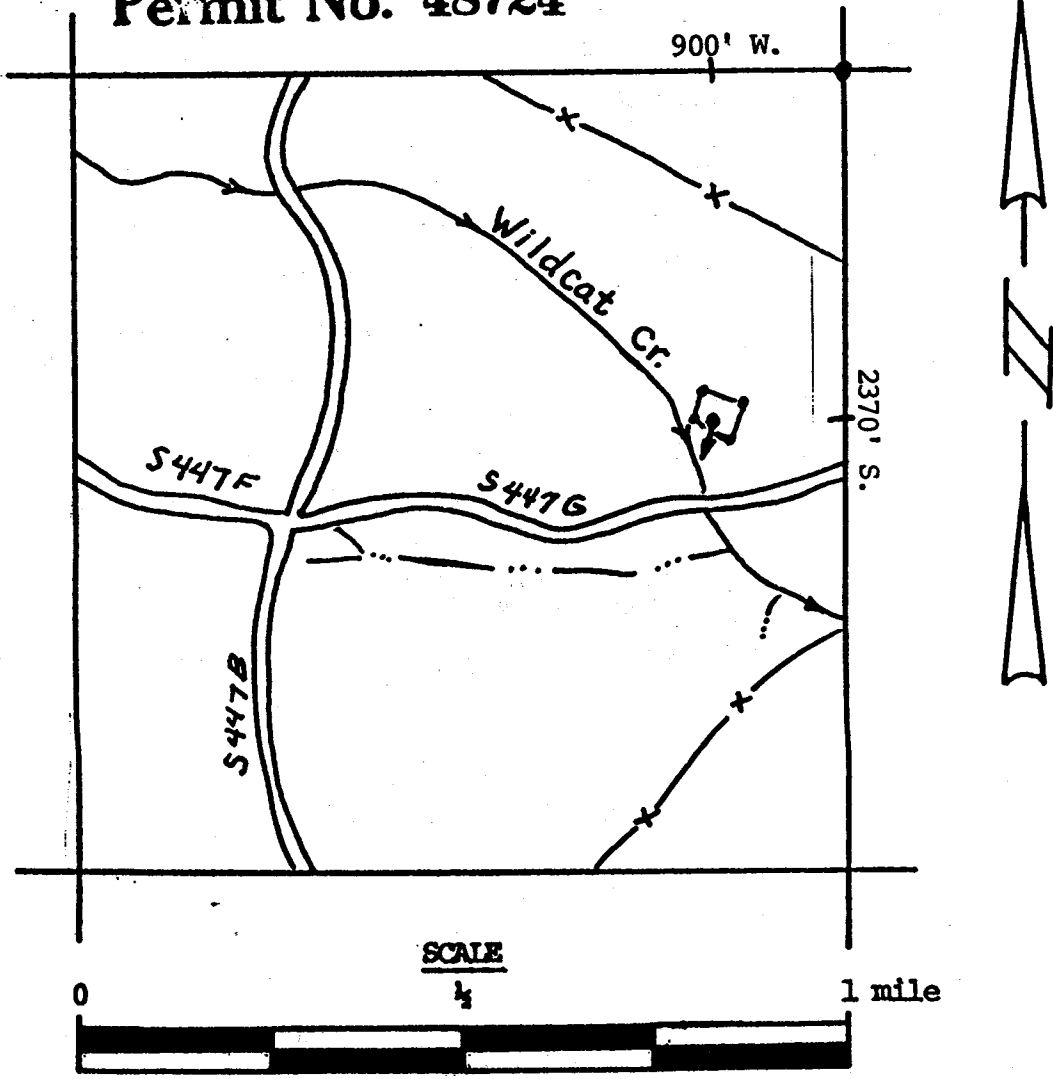 Permit No. 48724
900' W.
Wildcat Cr.
2370' S.
S447F
S447G
S447B
N
SCALE
0 ½ 1 mile